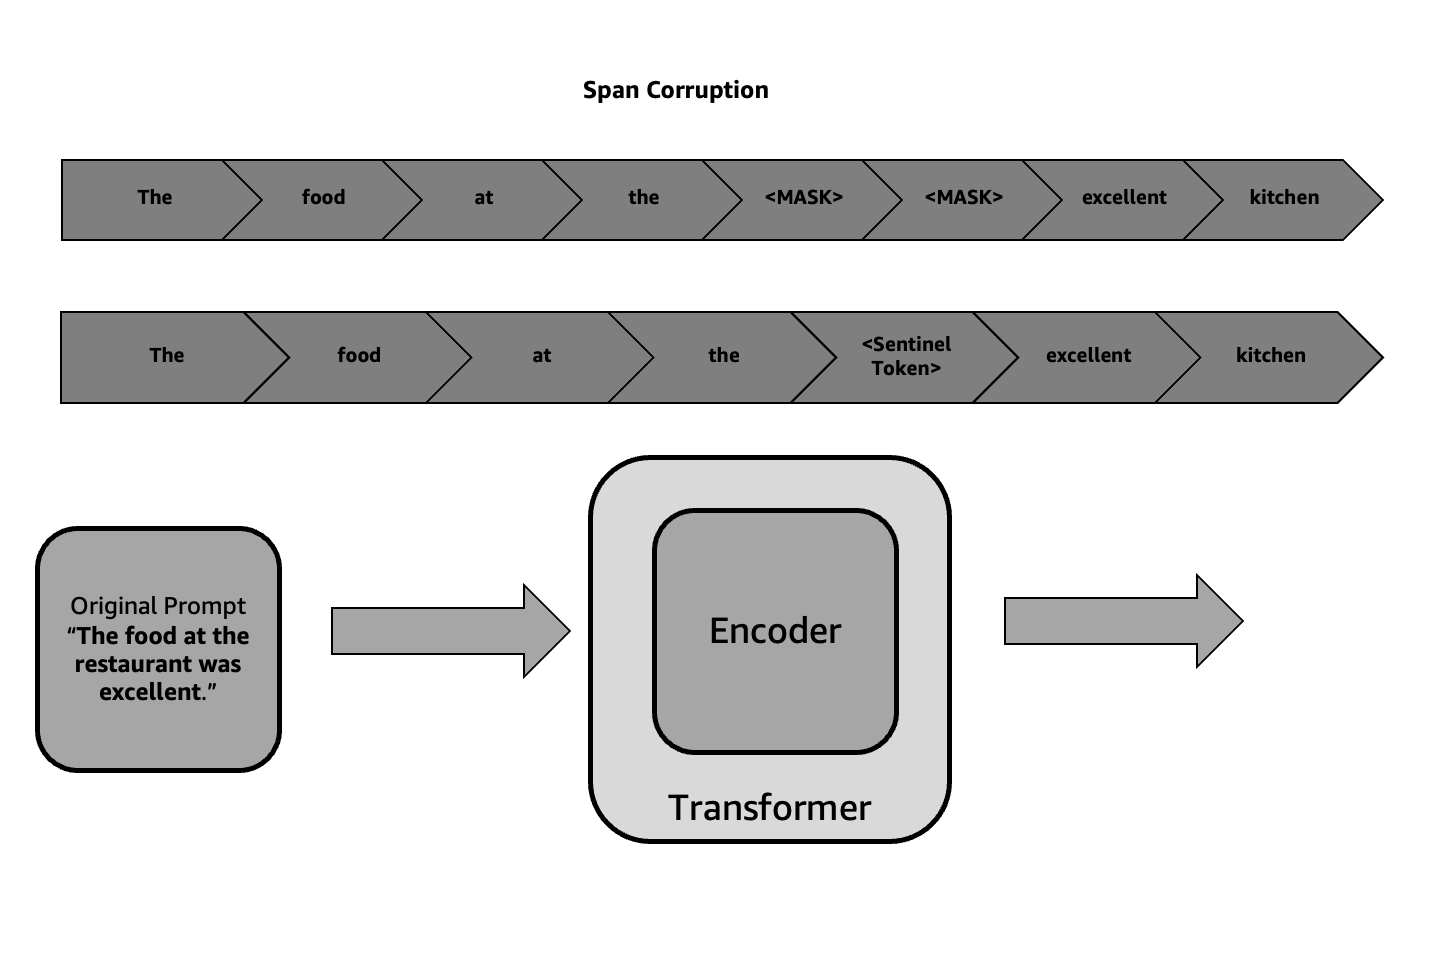 Span Corruption
The food at the <MASK> <MASK> excellent kitchen
The food at the <Sentinel
Token> excellent kitchen
Original Prompt
“The food at the
restaurant was
excellent.”
Encoder
Transformer